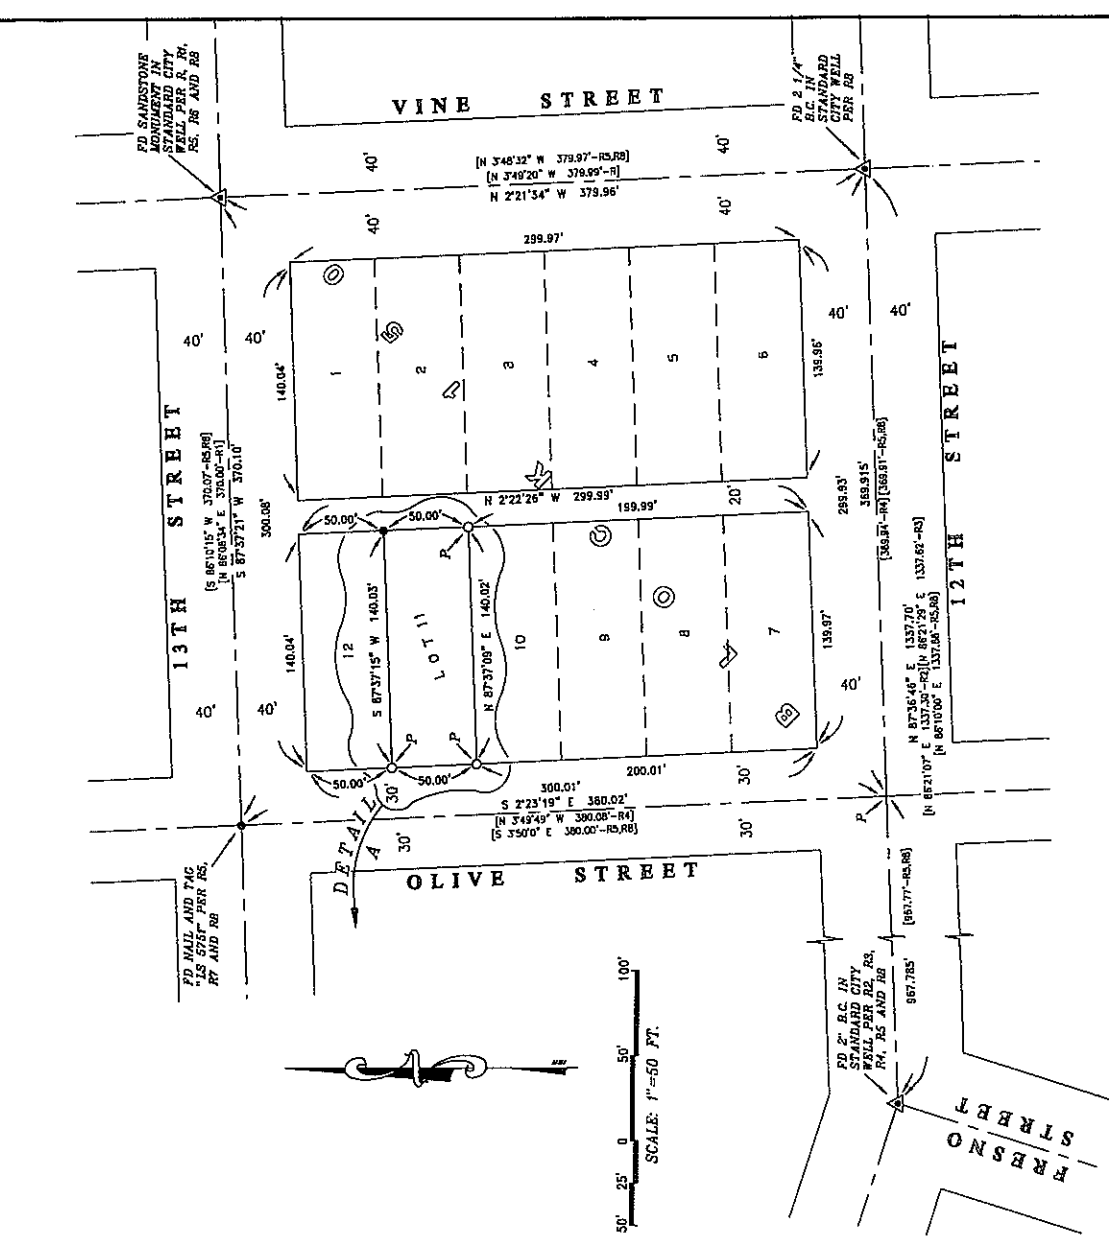 FD SANDSTONE
MONUMENT IN
STANDARD CITY
WELL PER R, R1,
R5, R6 AND R8
VINE STREET
FD 2 1/4"
B.C. IN
STANDARD
CITY WELL
PER R8
40'
40'
[N 3°48'32" W 379.97'-R5,R8]
[N 3°49'20" W 379.99'-R]
N 2°21'34" W 379.96'
40'
40'
299.97'
40'
40'
40'
40'
140.04'
1
2
3
4
5
6
139.96'
BLOCK 150
13TH STREET
[S 86°10'15" W 370.07'-R5,R8]
[N 86°08'34" E 370.00'-R1]
S 87°37'21" W 370.10'
300.08'
N 2°22'26" W 299.99'
20'
50.00'
50.00'
199.99'
299.93'
369.915'
[369.94'-R4][369.91'-R5,R8]
12TH STREET
P
140.04'
12
S 87°37'15" W 140.03'
LOT 11
N 87°37'09" E 140.02'
10
9
8
7
139.97'
40'
40'
40'
P
P
50.00'
50.00'
30'
300.01'
200.01'
30'
S 2°23'19" E 380.02'
[N 3°49'49" W 380.08'-R4]
[S 3°50'0" E 380.00'-R5,R8]
30'
30'
P
N 87°36'46" E 1337.70'
[N 86°21'07" E 1337.30'-R2][N 86°21'29" E 1337.62'-R3]
[N 86°10'00" E 1337.68'-R5,R8]
DETAIL
A
OLIVE STREET
FD NAIL AND TAG
"LS 5751" PER R5,
R7 AND R8
[967.77'-R5,R8]
967.785'
FD 2" B.C. IN
STANDARD CITY
WELL PER R2, R3,
R4, R5 AND R8
50' 25' 0 50' 100'
SCALE: 1"=50 FT.
FRESNO
STREET